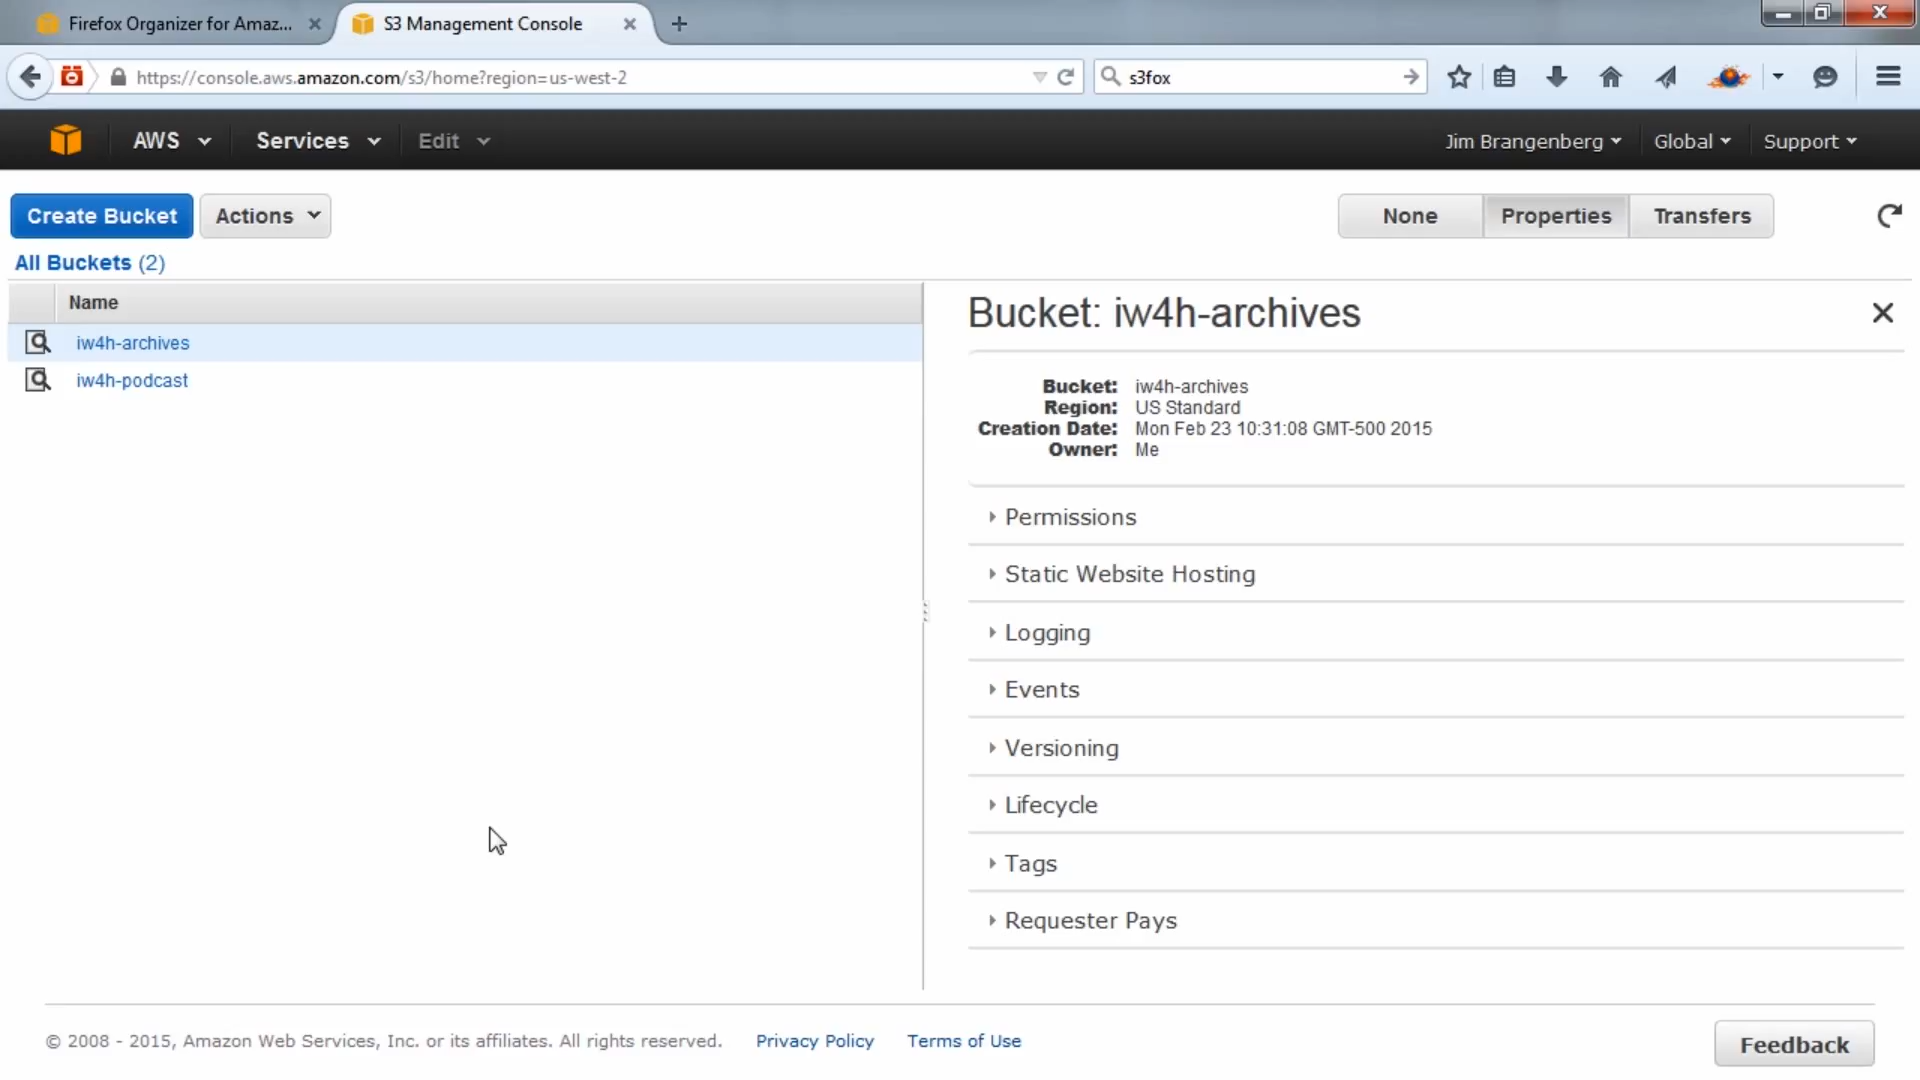 Firefox Organizer for Amaz...
S3 Management Console
https://console.aws.amazon.com/s3/home?region=us-west-2
s3fox
AWS
Services
Edit
Jim Brangenberg
Global
Support
Create Bucket
Actions
None
Properties
Transfers
All Buckets (2)
Name
iw4h-archives
iw4h-podcast
Bucket: iw4h-archives
Bucket: iw4h-archives
Region: US Standard
Creation Date: Mon Feb 23 10:31:08 GMT-500 2015
Owner: Me
Permissions
Static Website Hosting
Logging
Events
Versioning
Lifecycle
Tags
Requester Pays
© 2008 - 2015, Amazon Web Services, Inc. or its affiliates. All rights reserved.
Privacy Policy
Terms of Use
Feedback